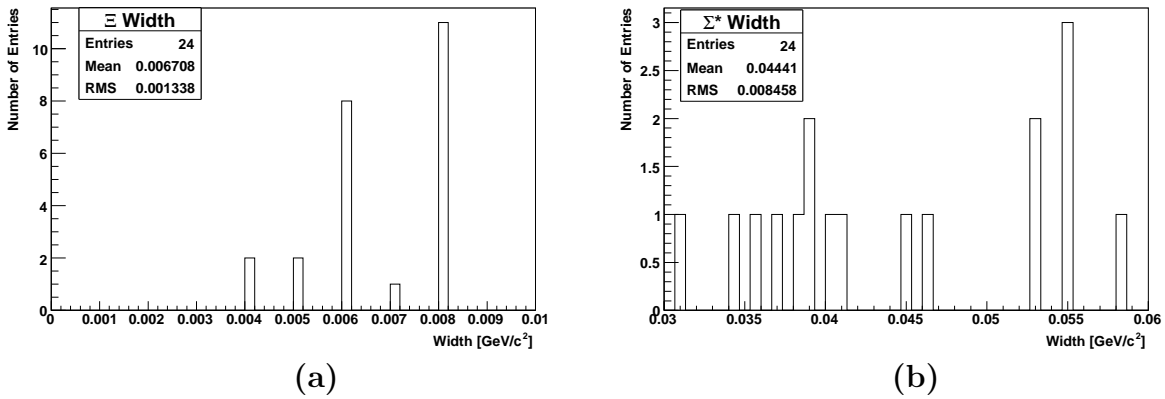 Ξ Width
Entries 24
Mean 0.006708
RMS 0.001338
Number of Entries
10
8
6
4
2
0
0 0.001 0.002 0.003 0.004 0.005 0.006 0.007 0.008 0.009 0.01
Width [GeV/c²]
(a)
Σ* Width
Entries 24
Mean 0.04441
RMS 0.008458
Number of Entries
3
2.5
2
1.5
1
0.5
0
0.03 0.035 0.04 0.045 0.05 0.055 0.06
Width [GeV/c²]
(b)